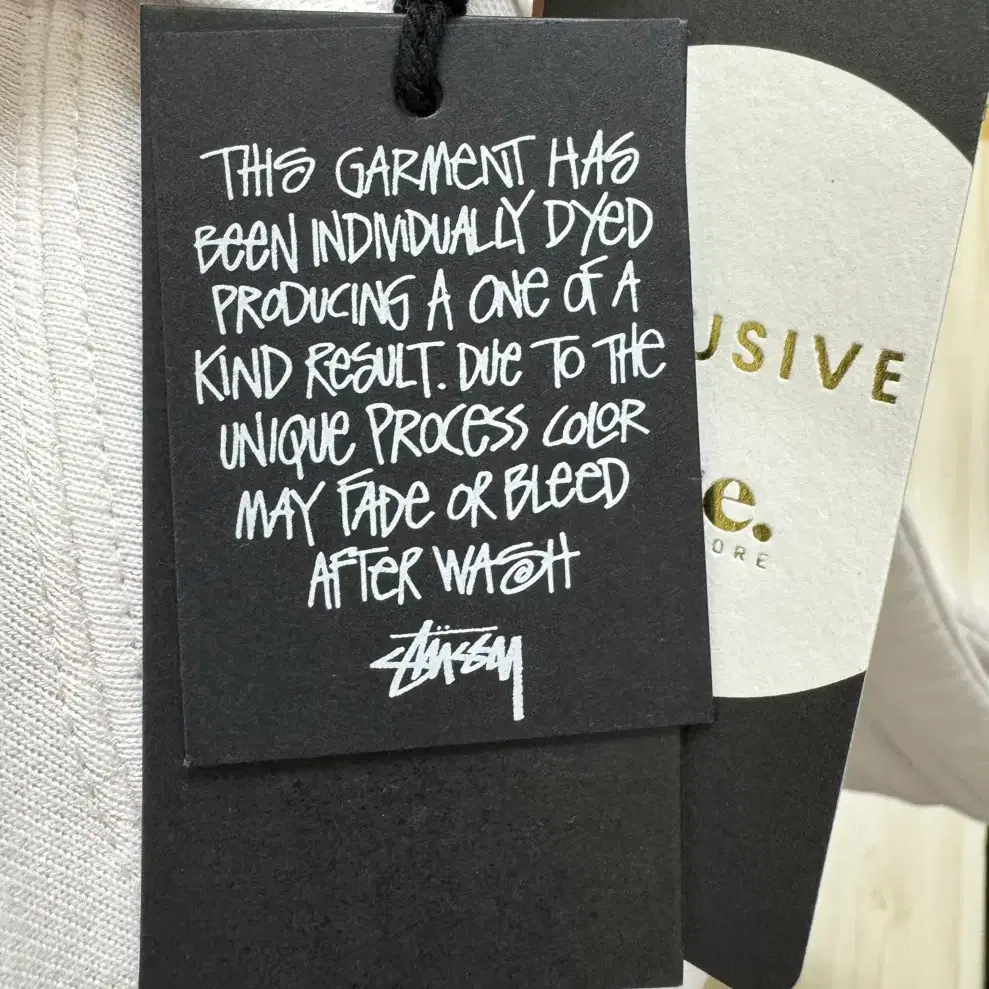 THIS GARMENT HAS
BEEN INDIVIDUALLY DYED
PRODUCING A ONE OF A
KIND RESULT. DUE TO THE
UNIQUE PROCESS COLOR
MAY FADE OR BLEED
AFTER WASH
STÜSSY
USIVE
e.
ORE